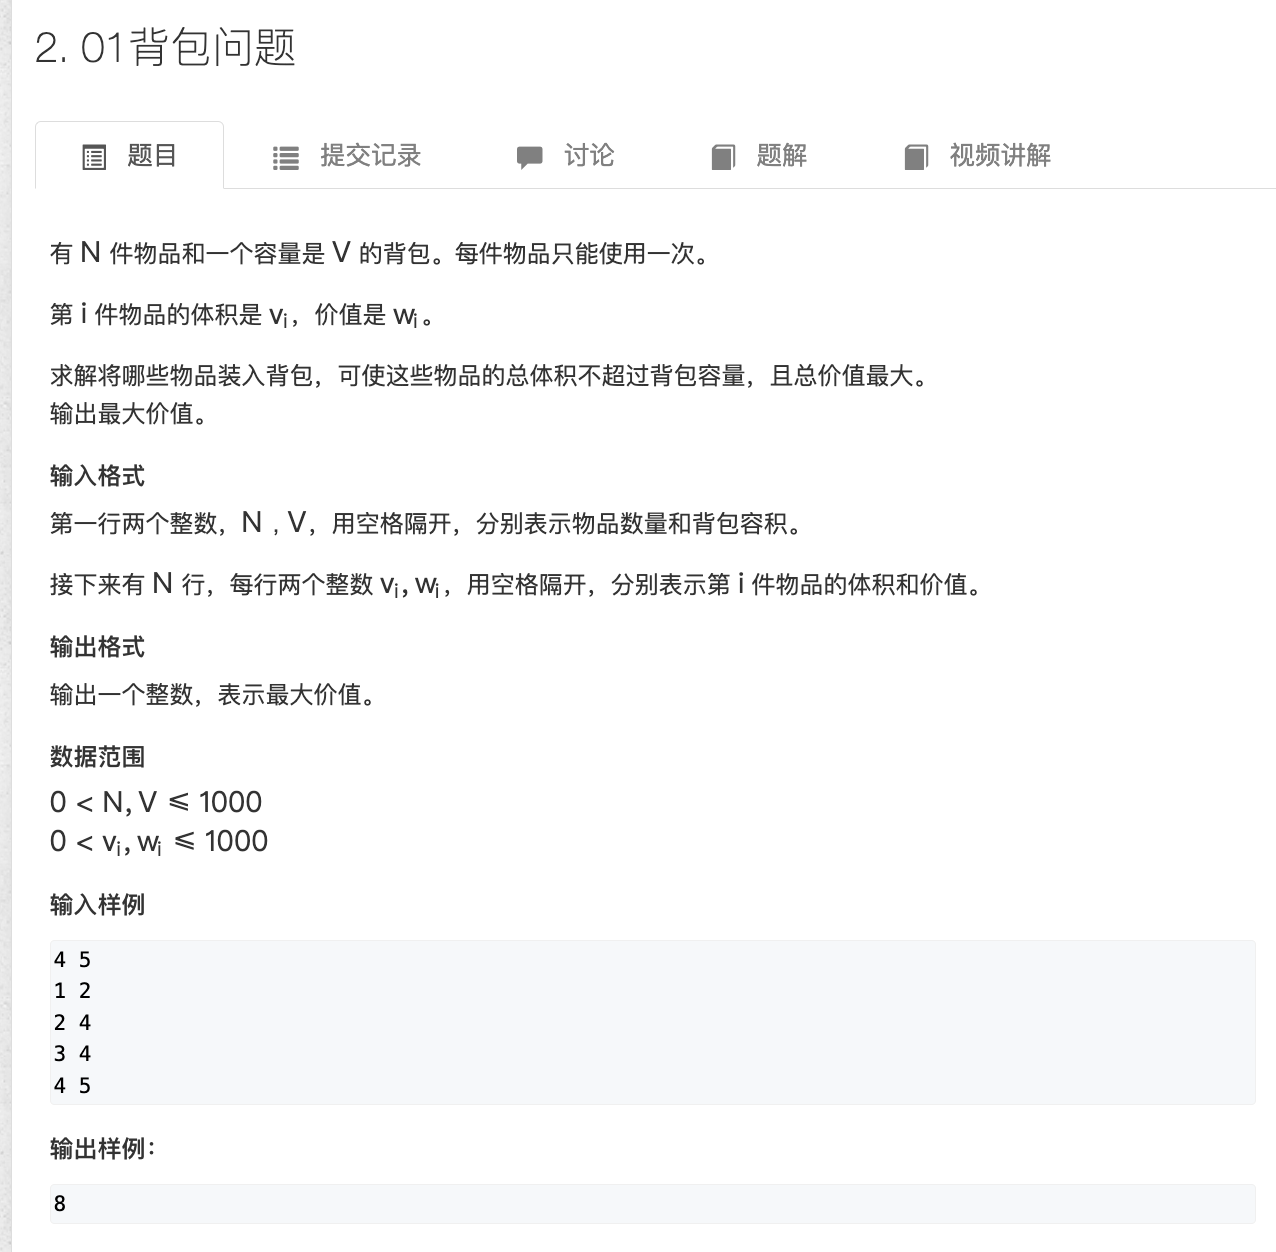 2. 01背包问题
题目 提交记录 讨论 题解 视频讲解
有 N 件物品和一个容量是 V 的背包。每件物品只能使用一次。
第 i 件物品的体积是 vi，价值是 wi。
求解将哪些物品装入背包，可使这些物品的总体积不超过背包容量，且总价值最大。
输出最大价值。
输入格式
第一行两个整数，N，V，用空格隔开，分别表示物品数量和背包容积。
接下来有 N 行，每行两个整数 vi, wi，用空格隔开，分别表示第 i 件物品的体积和价值。
输出格式
输出一个整数，表示最大价值。
数据范围
0 < N, V ⩽ 1000
0 < vi, wi ⩽ 1000
输入样例
4 5
1 2
2 4
3 4
4 5
输出样例：
8